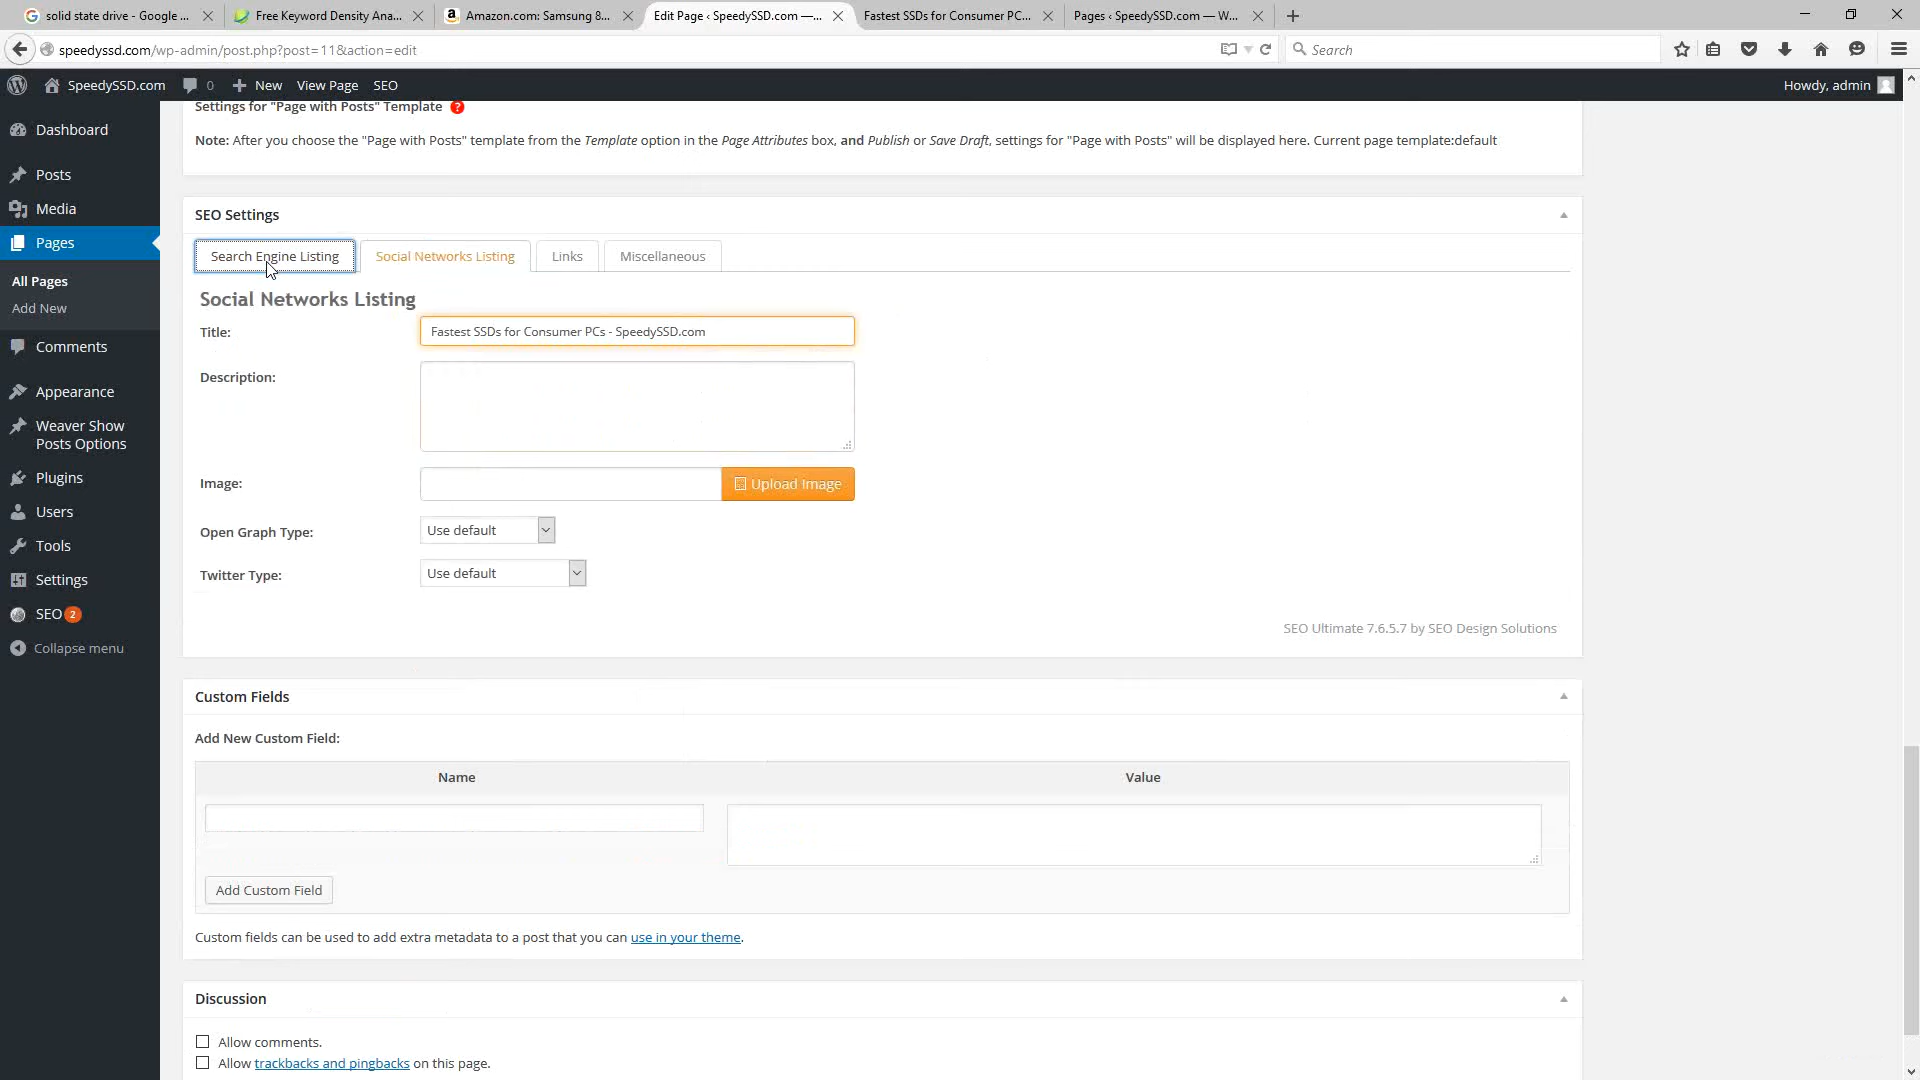 solid state drive - Google ...
Free Keyword Density Ana...
Amazon.com: Samsung 8...
Edit Page ‹ SpeedySSD.com —...
Fastest SSDs for Consumer PC...
Pages ‹ SpeedySSD.com — W...
speedyssd.com/wp-admin/post.php?post=11&action=edit
Search
SpeedySSD.com
0
New
View Page
SEO
Howdy, admin
Dashboard
Posts
Media
Pages
All Pages
Add New
Comments
Appearance
Weaver Show
Posts Options
Plugins
Users
Tools
Settings
SEO 2
Collapse menu
Settings for "Page with Posts" Template ?
Note: After you choose the "Page with Posts" template from the Template option in the Page Attributes box, and Publish or Save Draft, settings for "Page with Posts" will be displayed here. Current page template:default
SEO Settings
Search Engine Listing
Social Networks Listing
Links
Miscellaneous
Social Networks Listing
Title:
Fastest SSDs for Consumer PCs - SpeedySSD.com
Description:
Image:
Upload Image
Open Graph Type:
Use default
Twitter Type:
Use default
SEO Ultimate 7.6.5.7 by SEO Design Solutions
Custom Fields
Add New Custom Field:
Name
Value
Add Custom Field
Custom fields can be used to add extra metadata to a post that you can use in your theme.
Discussion
Allow comments.
Allow trackbacks and pingbacks on this page.